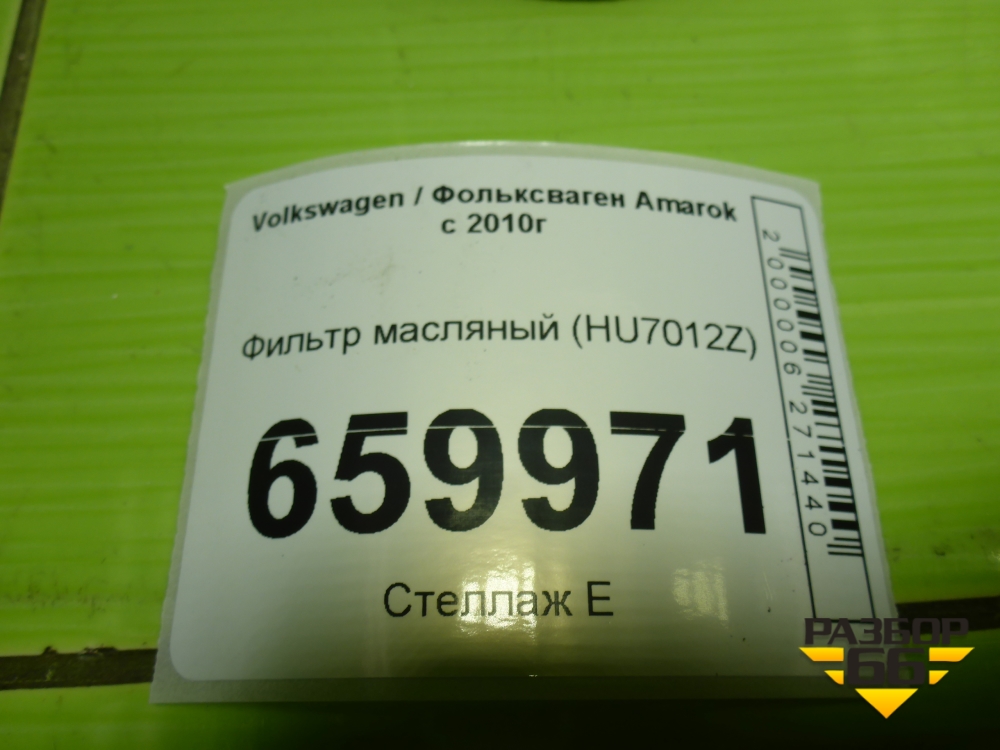 Volkswagen / Фольксваген Amarok
с 2010г
Фильтр масляный (HU7012Z)
659971
Стеллаж Е
2000006271440
РАЗБОР
66